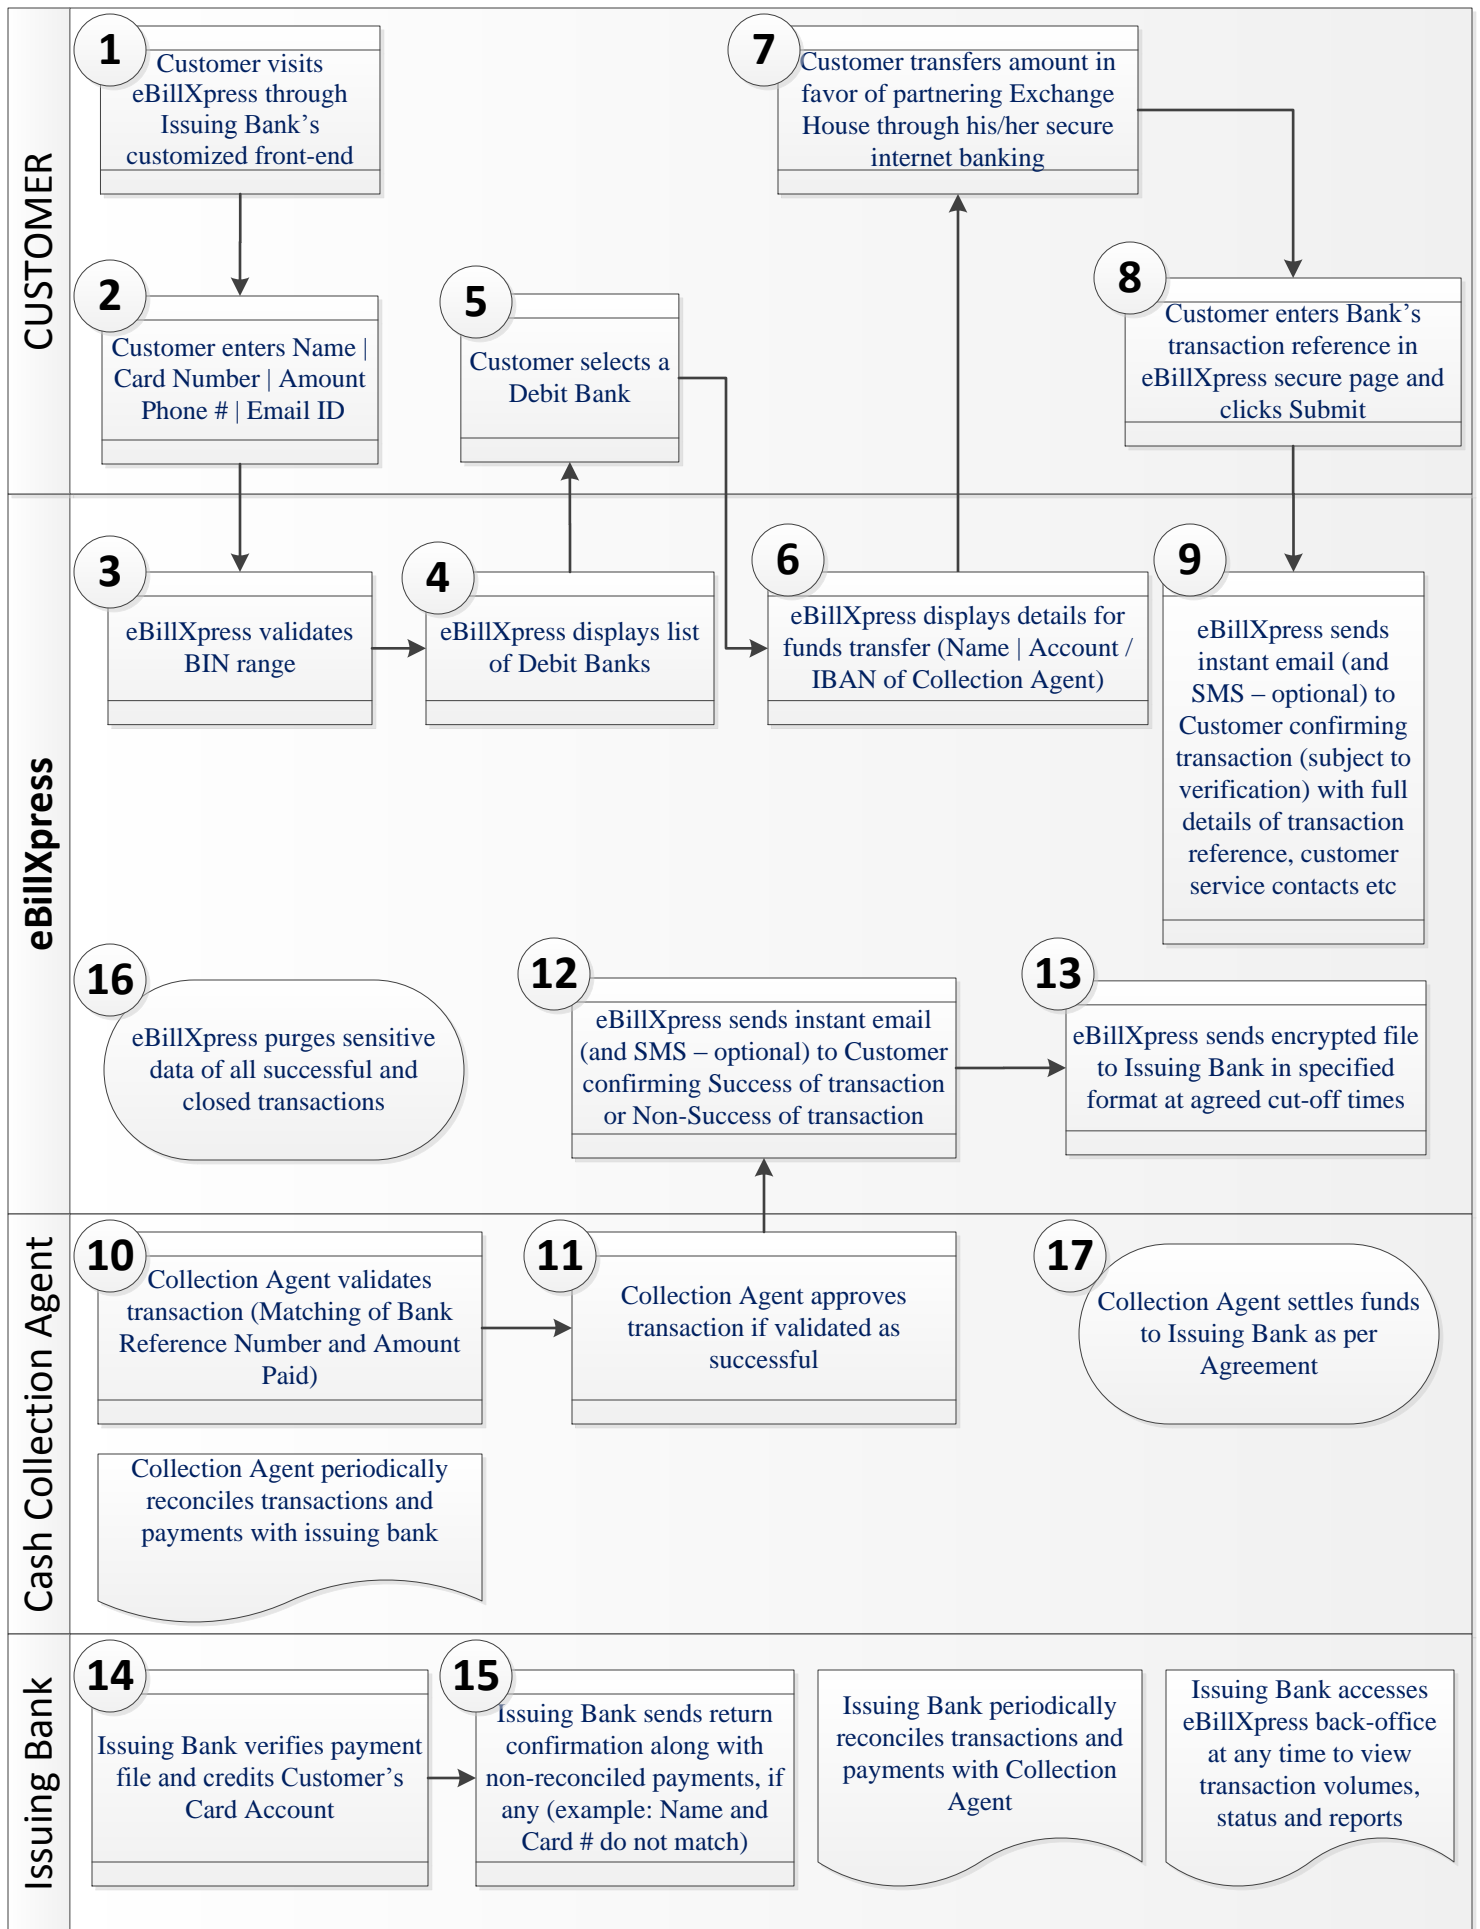 CUSTOMER
1
Customer visits
eBillXpress through
Issuing Bank’s
customized front-end
2
Customer enters Name |
Card Number | Amount
Phone # | Email ID
5
Customer selects a
Debit Bank
7
Customer transfers amount in
favor of partnering Exchange
House through his/her secure
internet banking
8
Customer enters Bank’s
transaction reference in
eBillXpress secure page and
clicks Submit
eBillXpress
3
eBillXpress validates
BIN range
4
eBillXpress displays list
of Debit Banks
6
eBillXpress displays details for
funds transfer (Name | Account /
IBAN of Collection Agent)
9
eBillXpress sends
instant email (and
SMS – optional) to
Customer confirming
transaction (subject to
verification) with full
details of transaction
reference, customer
service contacts etc
16
eBillXpress purges sensitive
data of all successful and
closed transactions
12
eBillXpress sends instant email
(and SMS – optional) to Customer
confirming Success of transaction
or Non-Success of transaction
13
eBillXpress sends encrypted file
to Issuing Bank in specified
format at agreed cut-off times
Cash Collection Agent
10
Collection Agent validates
transaction (Matching of Bank
Reference Number and Amount
Paid)
11
Collection Agent approves
transaction if validated as
successful
17
Collection Agent settles funds
to Issuing Bank as per
Agreement
Collection Agent periodically
reconciles transactions and
payments with issuing bank
Issuing Bank
14
Issuing Bank verifies payment
file and credits Customer’s
Card Account
15
Issuing Bank sends return
confirmation along with
non-reconciled payments, if
any (example: Name and
Card # do not match)
Issuing Bank periodically
reconciles transactions and
payments with Collection
Agent
Issuing Bank accesses
eBillXpress back-office
at any time to view
transaction volumes,
status and reports